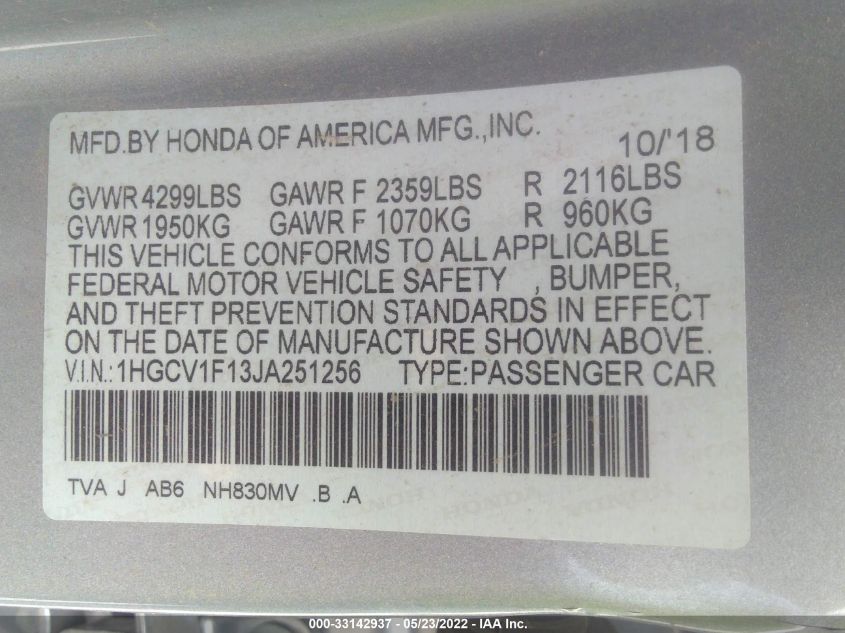 MFD.BY HONDA OF AMERICA MFG.,INC. 10/'18
GVWR 4299LBS GAWR F 2359LBS R 2116LBS
GVWR 1950KG GAWR F 1070KG R 960KG
THIS VEHICLE CONFORMS TO ALL APPLICABLE
FEDERAL MOTOR VEHICLE SAFETY , BUMPER,
AND THEFT PREVENTION STANDARDS IN EFFECT
ON THE DATE OF MANUFACTURE SHOWN ABOVE.
V.I.N.: 1HGCV1F13JA251256 TYPE:PASSENGER CAR
TVA J AB6 NH830MV .B .A
000-33142937 - 05/23/2022 - IAA Inc.